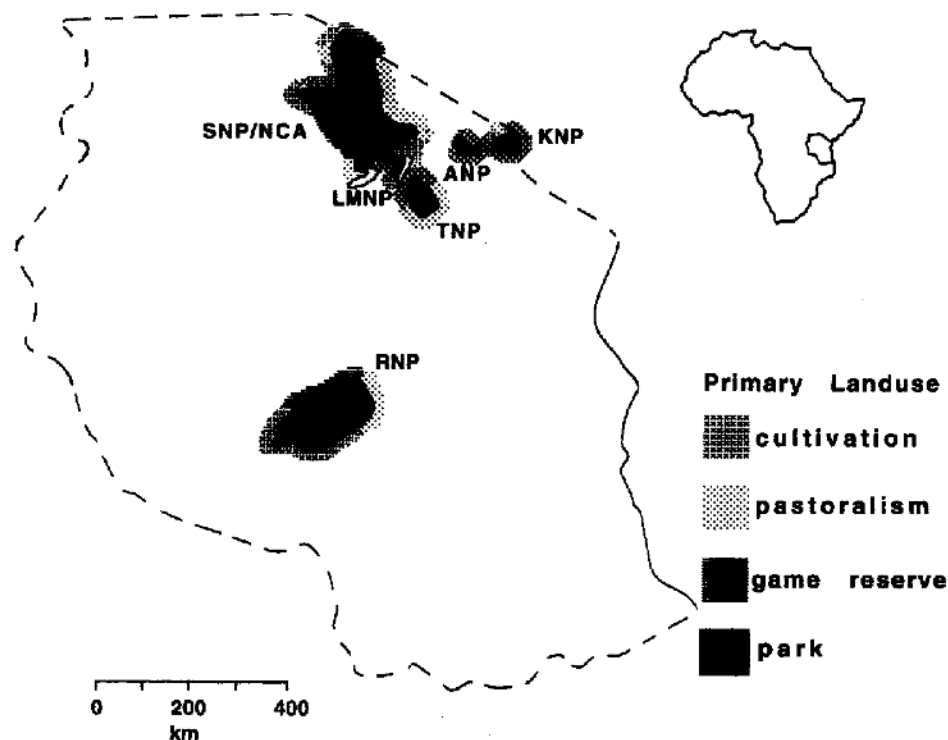 SNP/NCA
KNP
ANP
LMNP
TNP
RNP
Primary Landuse
cultivation
pastoralism
game reserve
park
0 200 400
km